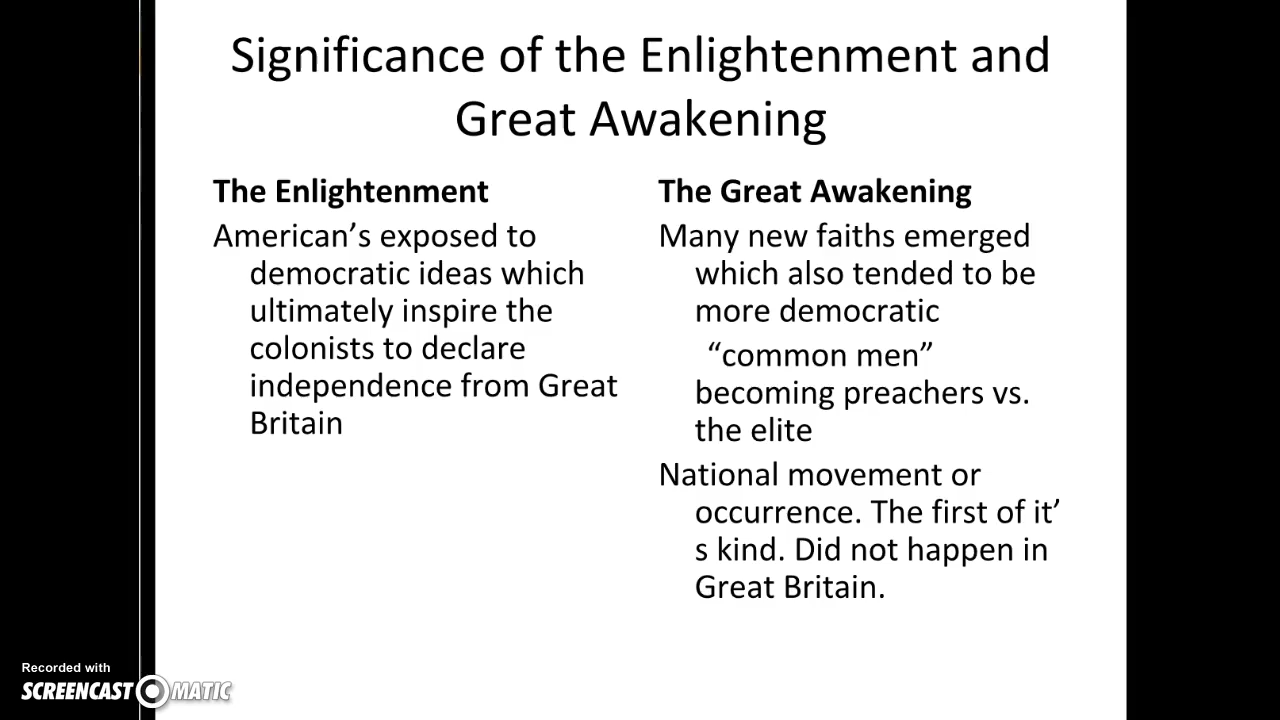 Significance of the Enlightenment and
Great Awakening
The Enlightenment
American’s exposed to
democratic ideas which
ultimately inspire the
colonists to declare
independence from Great
Britain
The Great Awakening
Many new faiths emerged
which also tended to be
more democratic
“common men”
becoming preachers vs.
the elite
National movement or
occurrence. The first of it’
s kind. Did not happen in
Great Britain.
Recorded with
SCREENCAST MATIC